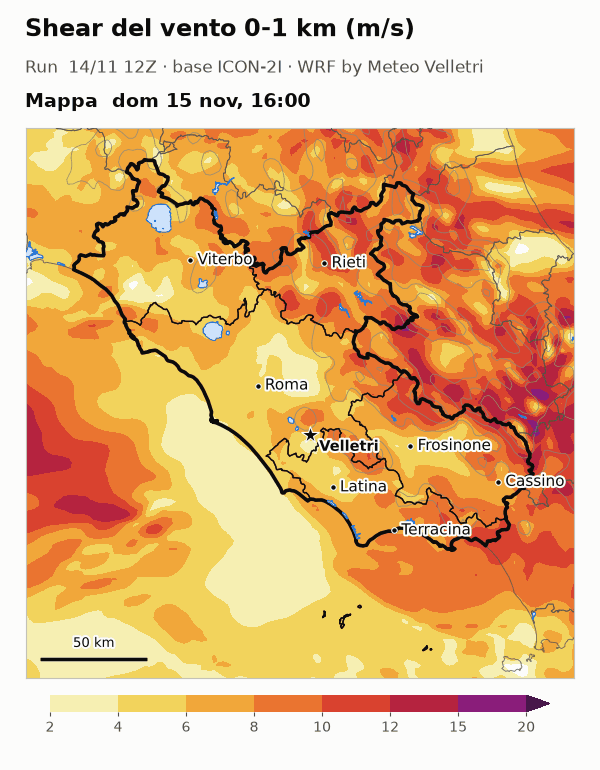 Shear del vento 0-1 km (m/s)
Run  14/11 12Z · base ICON-2I · WRF by Meteo Velletri
Mappa  dom 15 nov, 16:00
Viterbo
Rieti
Roma
Velletri
Frosinone
Cassino
Latina
Terracina
50 km
2 4 6 8 10 12 15 20